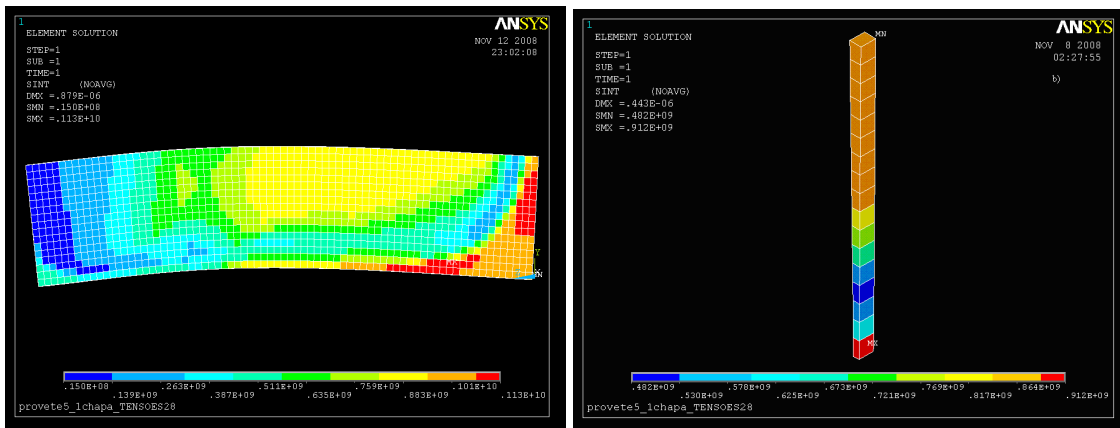 1
ANSYS
ELEMENT SOLUTION
NOV 12 2008
23:02:08
STEP=1
SUB =1
TIME=1
SINT (NOAVG)
DMX =.879E-06
SMN =.150E+08
SMX =.113E+10
Y
.150E+08 .263E+09 .511E+09 .759E+09 .101E+10
.139E+09 .387E+09 .635E+09 .883E+09 .113E+10
provete5_1chapa_TENSOES28
1
ANSYS
ELEMENT SOLUTION
NOV 8 2008
02:27:55
b)
STEP=1
SUB =1
TIME=1
SINT (NOAVG)
DMX =.443E-06
SMN =.482E+09
SMX =.912E+09
MN
MX
.482E+09 .578E+09 .673E+09 .769E+09 .864E+09
.530E+09 .625E+09 .721E+09 .817E+09 .912E+09
provete5_1chapa_TENSOES28